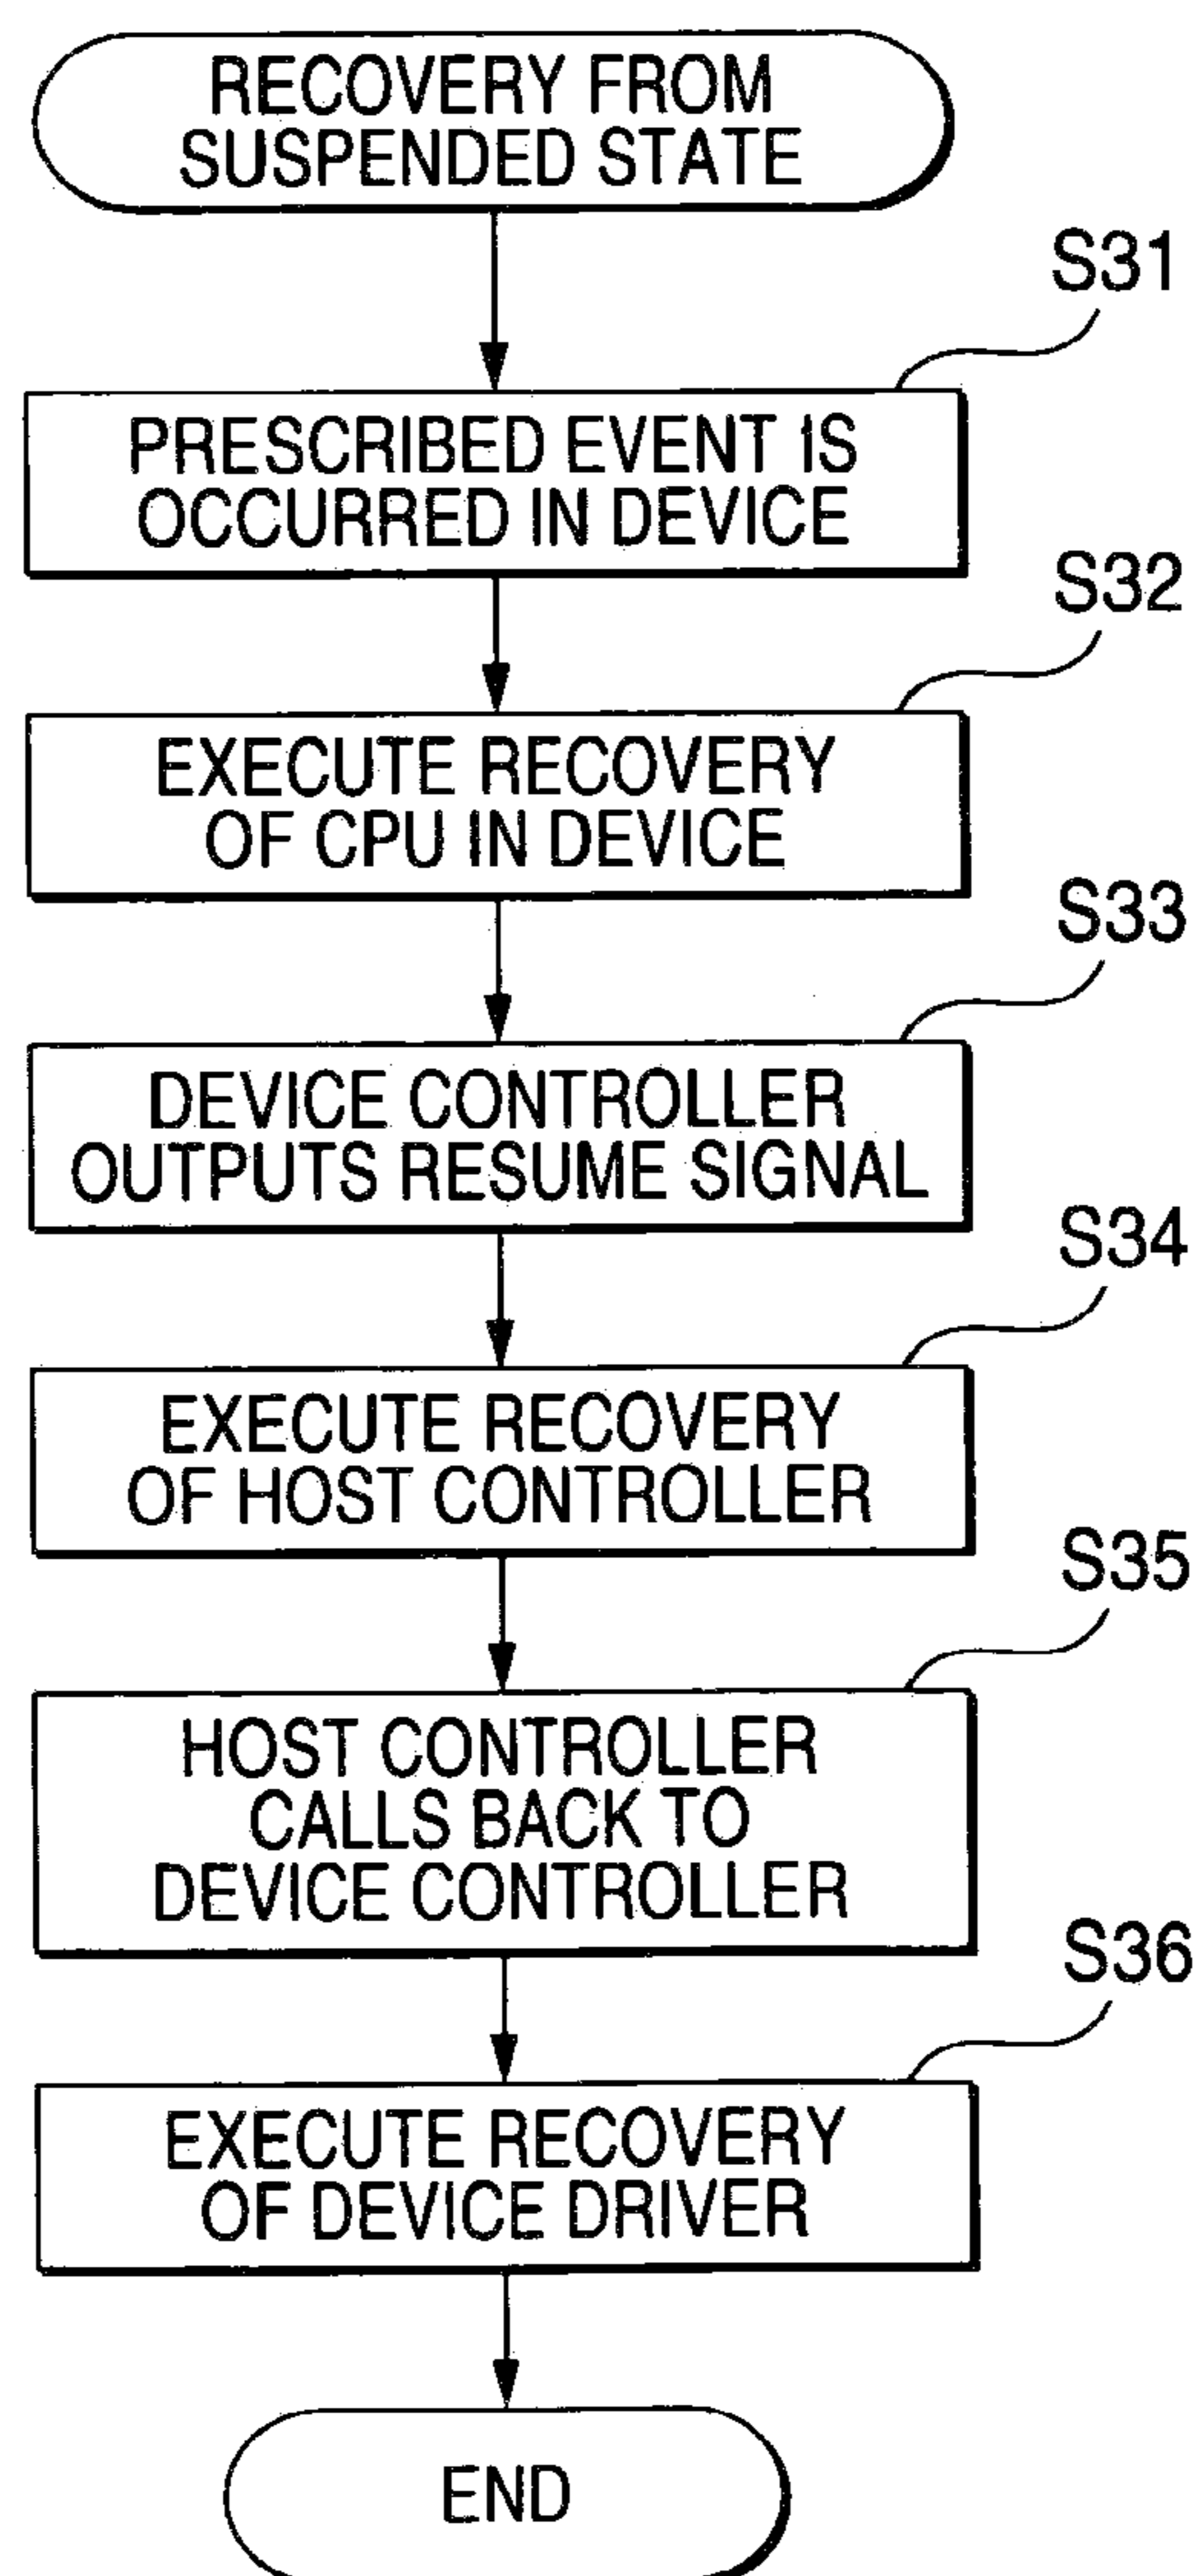 RECOVERY FROM
SUSPENDED STATE
S31
PRESCRIBED EVENT IS
OCCURRED IN DEVICE
S32
EXECUTE RECOVERY
OF CPU IN DEVICE
S33
DEVICE CONTROLLER
OUTPUTS RESUME SIGNAL
S34
EXECUTE RECOVERY
OF HOST CONTROLLER
S35
HOST CONTROLLER
CALLS BACK TO
DEVICE CONTROLLER
S36
EXECUTE RECOVERY
OF DEVICE DRIVER
END